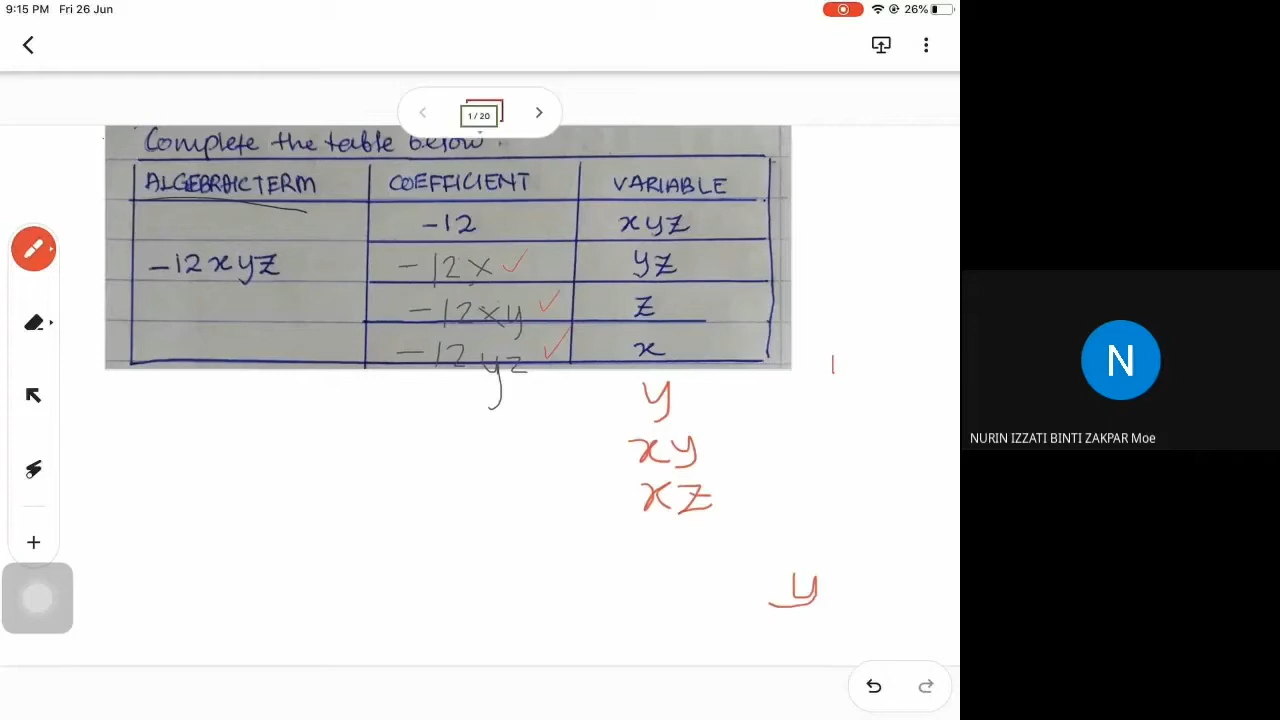 9:15 PM Fri 26 Jun
26%
1 / 20
Complete the table below.
ALGEBRAIC TERM COEFFICIENT VARIABLE
-12 xyz
-12xyz -12x ✓ yz
-12xy ✓ z
-12yz ✓ x
y
xy
xz
y
N
NURIN IZZATI BINTI ZAKPAR Moe